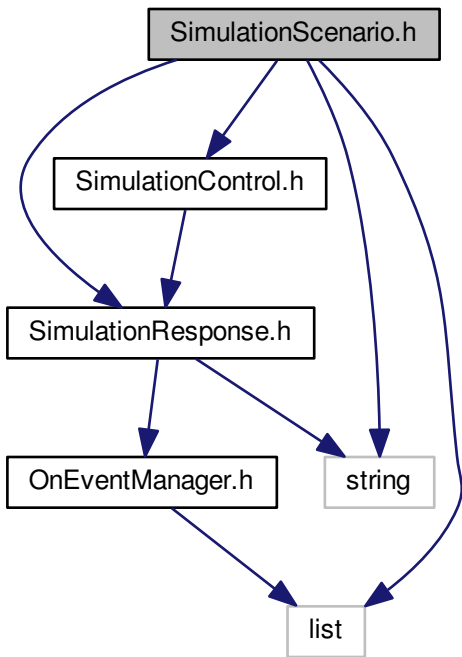 SimulationScenario.h
SimulationControl.h
SimulationResponse.h
OnEventManager.h
string
list